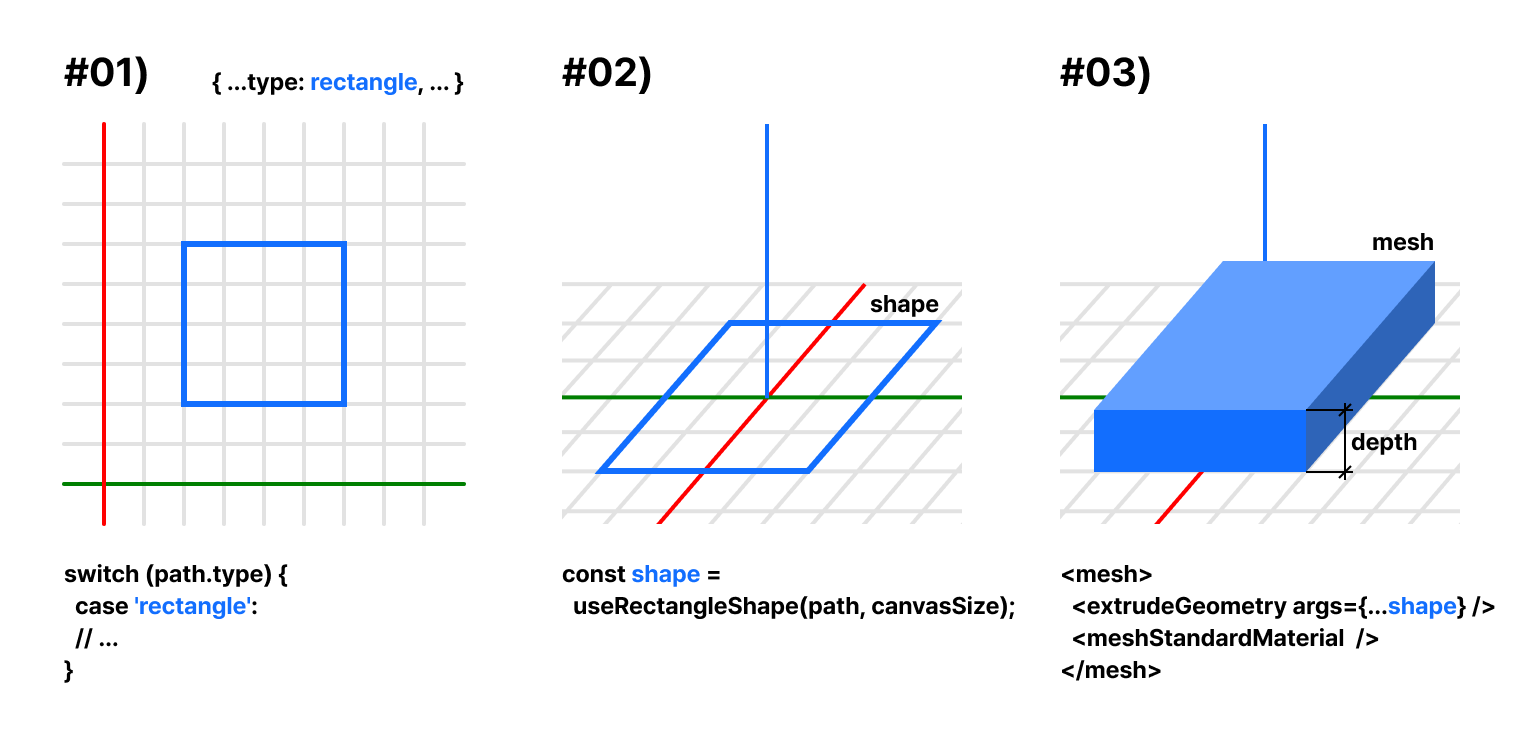 #01)
{ ...type: rectangle, ... }
switch (path.type) {
  case 'rectangle':
  // ...
}
#02)
shape
const shape =
  useRectangleShape(path, canvasSize);
#03)
mesh
depth
<mesh>
  <extrudeGeometry args={...shape} />
  <meshStandardMaterial  />
</mesh>